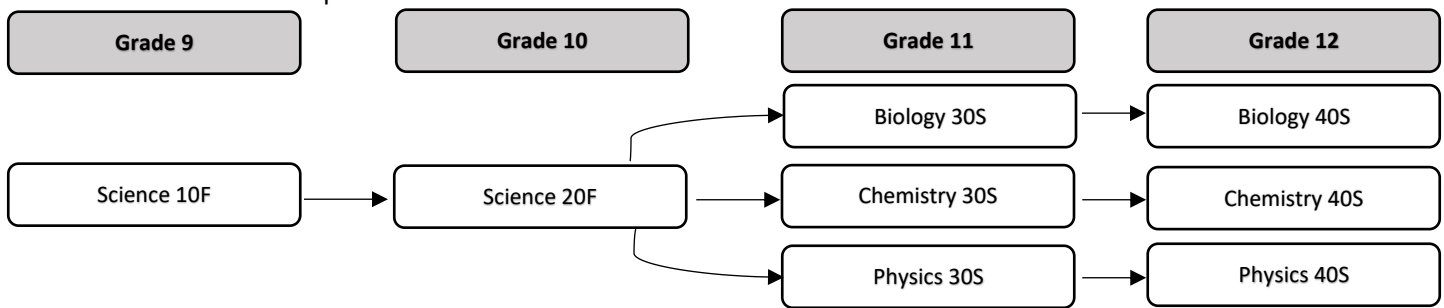 Grade 9 Grade 10 Grade 11 Grade 12
Biology 30S Biology 40S
Science 10F Science 20F Chemistry 30S Chemistry 40S
Physics 30S Physics 40S